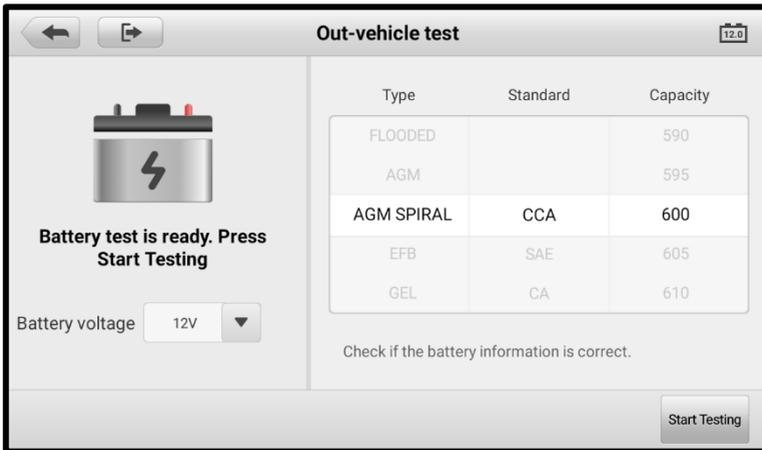 Out-vehicle test
12.0
Battery test is ready. Press
Start Testing
Battery voltage
12V
Type Standard Capacity
FLOODED 590
AGM 595
AGM SPIRAL CCA 600
EFB SAE 605
GEL CA 610
Check if the battery information is correct.
Start Testing